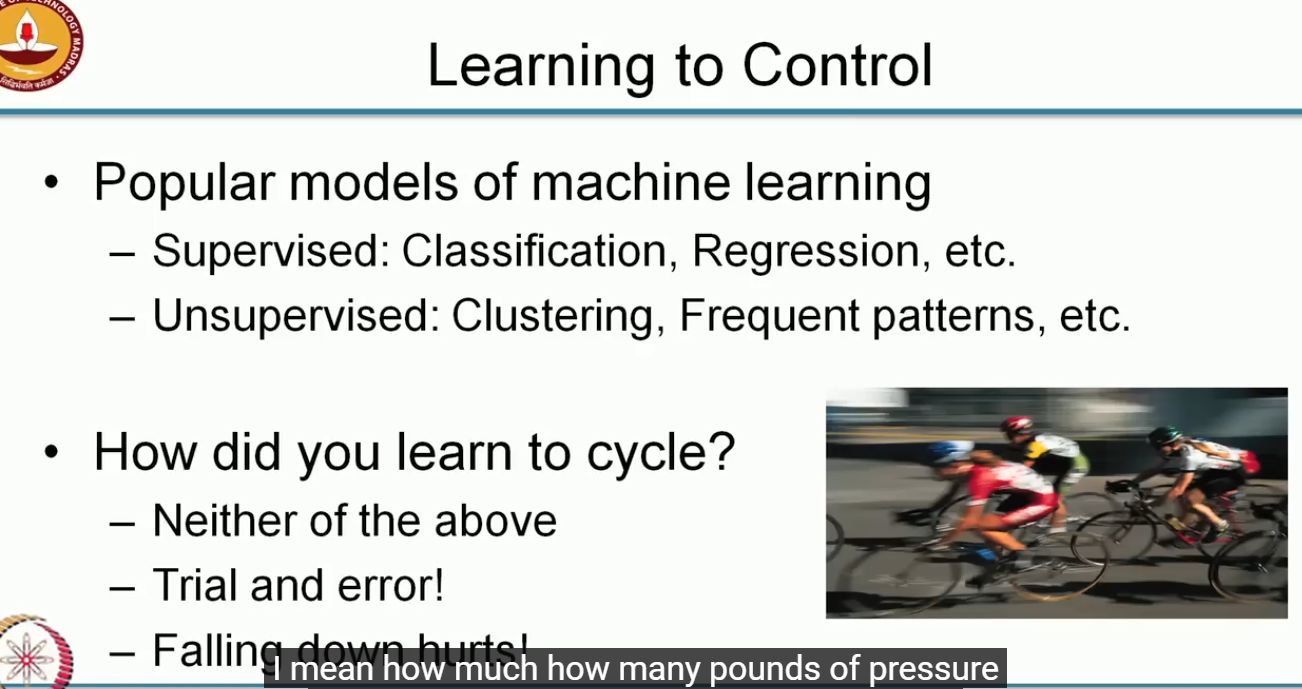 Learning to Control
• Popular models of machine learning
– Supervised: Classification, Regression, etc.
– Unsupervised: Clustering, Frequent patterns, etc.
• How did you learn to cycle?
– Neither of the above
– Trial and error!
– Falling down hurts!
I mean how much how many pounds of pressure